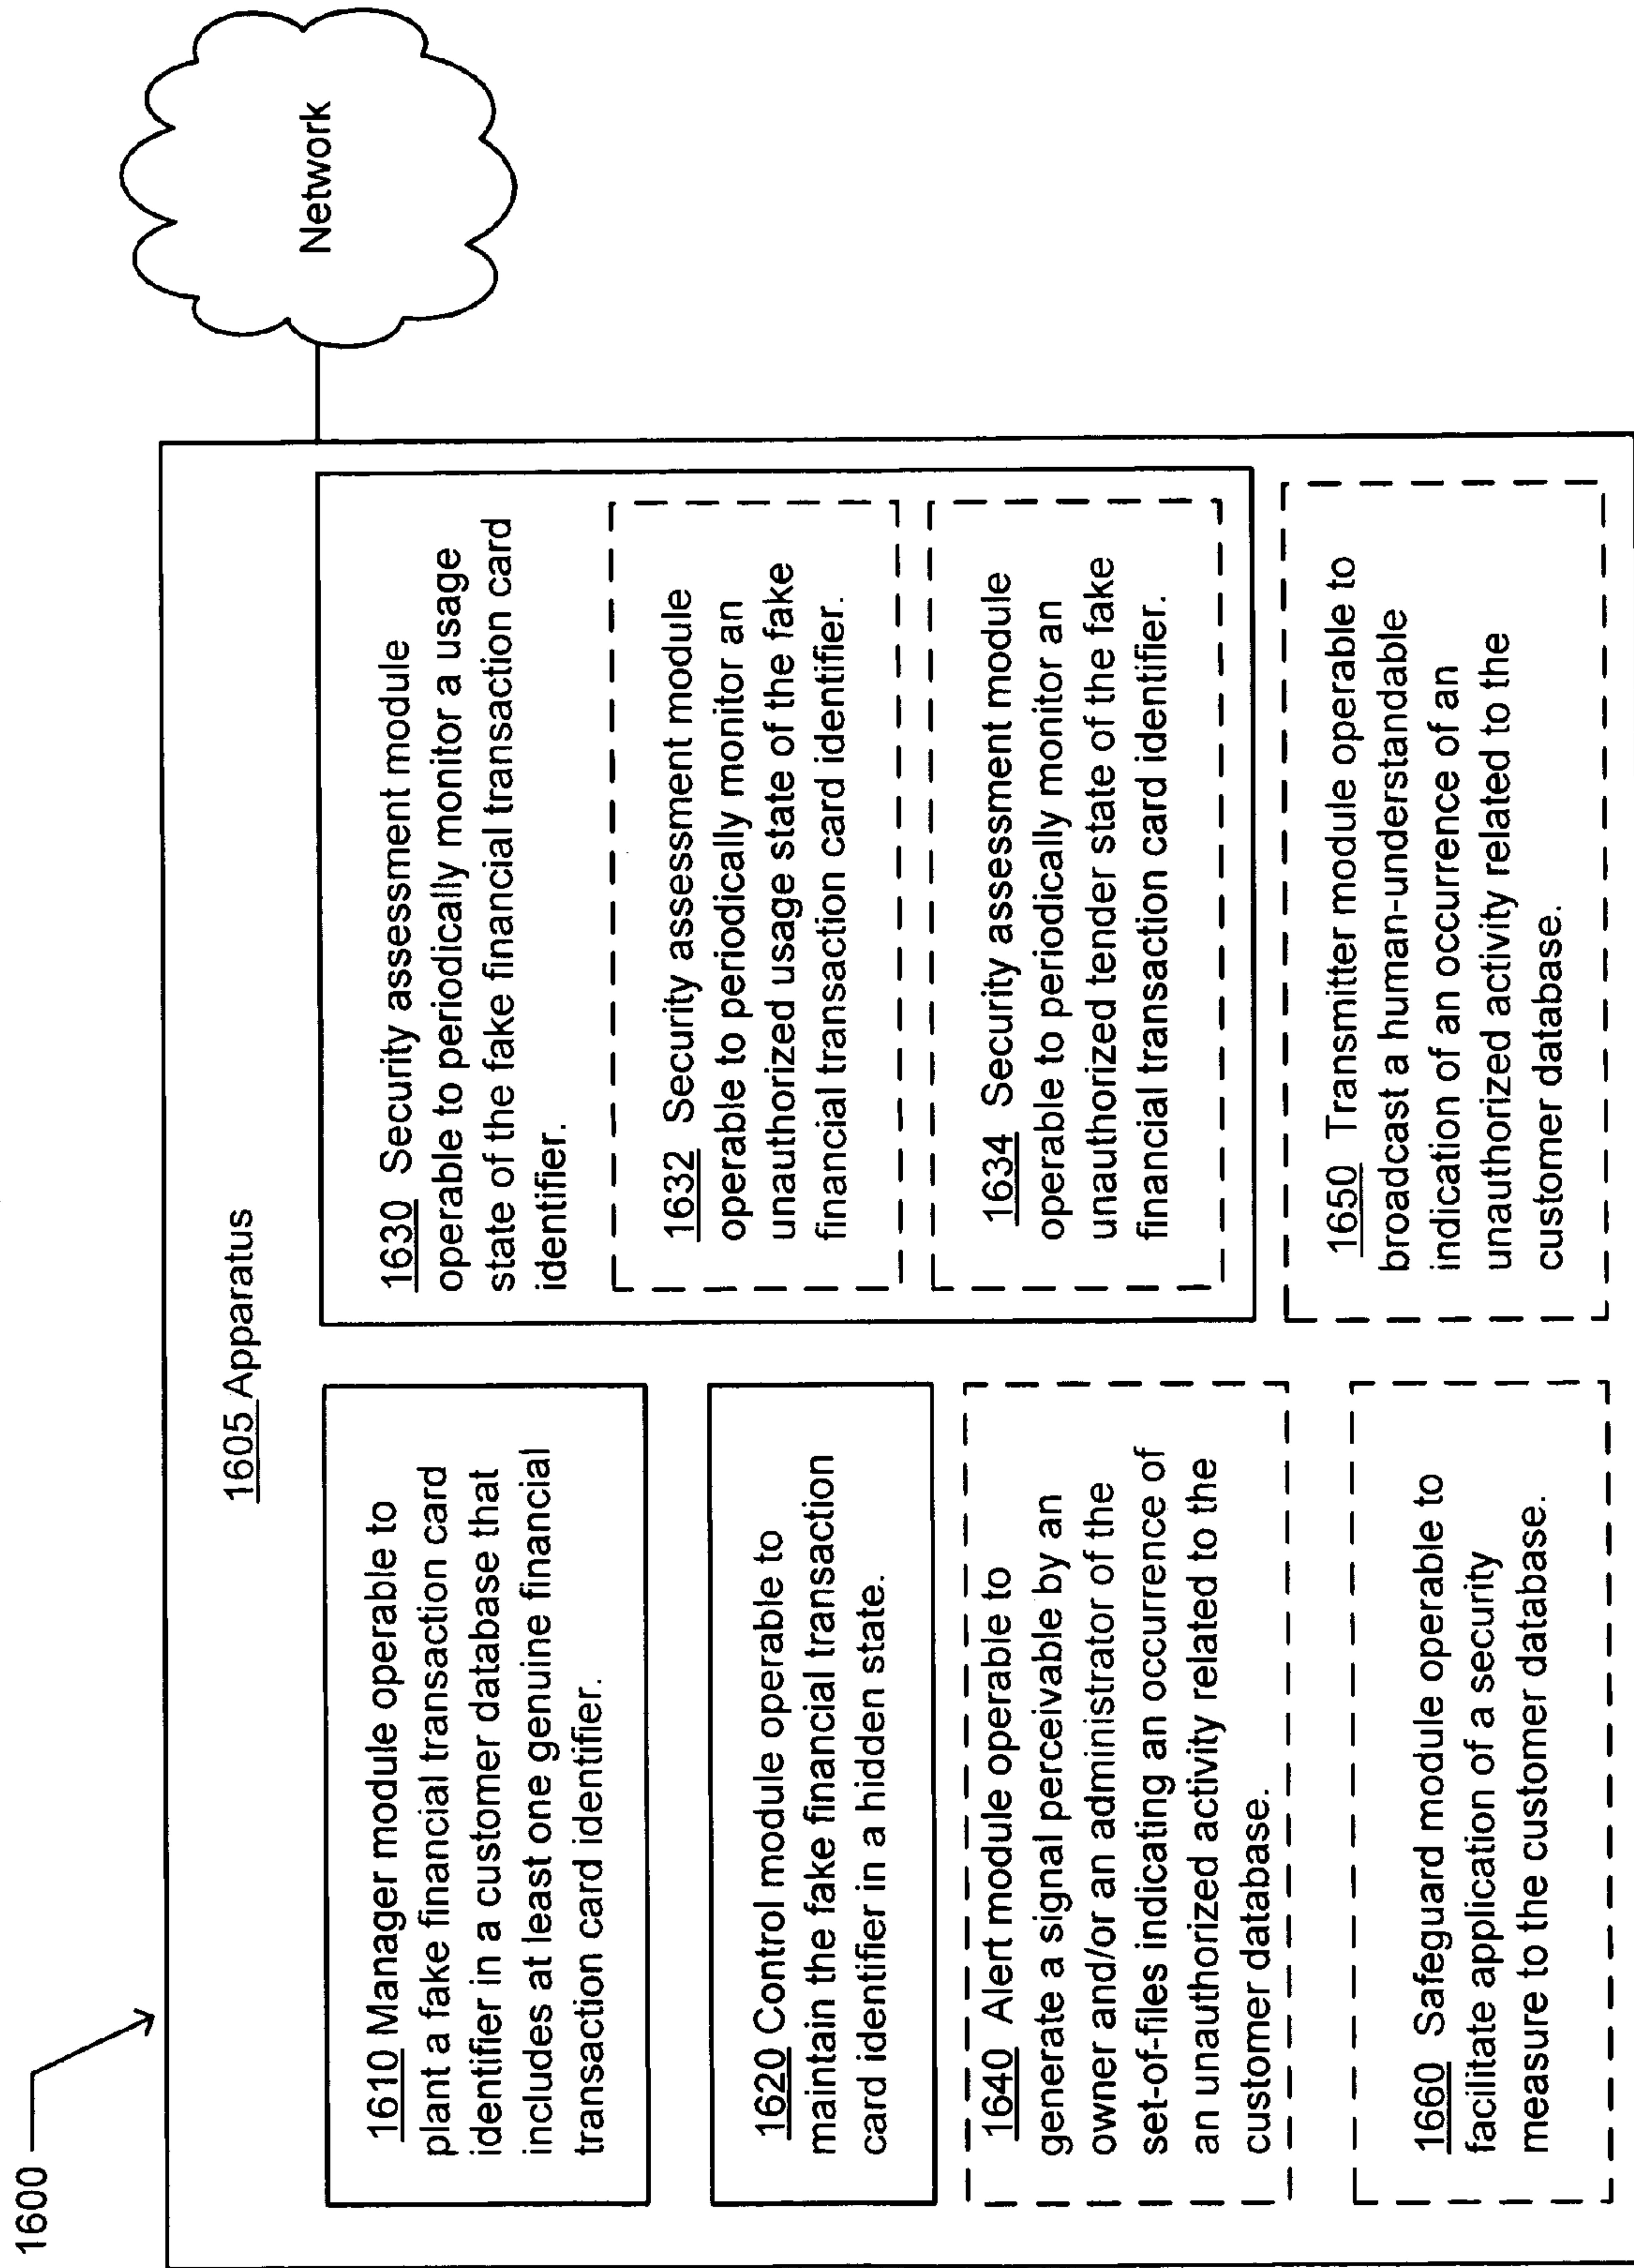 1600
1605 Apparatus
1610 Manager module operable to
plant a fake financial transaction card
identifier in a customer database that
includes at least one genuine financial
transaction card identifier.
1620 Control module operable to
maintain the fake financial transaction
card identifier in a hidden state.
1640 Alert module operable to
generate a signal perceivable by an
owner and/or an administrator of the
set-of-files indicating an occurrence of
an unauthorized activity related to the
customer database.
1660 Safeguard module operable to
facilitate application of a security
measure to the customer database.
1630 Security assessment module
operable to periodically monitor a usage
state of the fake financial transaction card
identifier.
1632 Security assessment module
operable to periodically monitor an
unauthorized usage state of the fake
financial transaction card identifier.
1634 Security assessment module
operable to periodically monitor an
unauthorized tender state of the fake
financial transaction card identifier.
1650 Transmitter module operable to
broadcast a human-understandable
indication of an occurrence of an
unauthorized activity related to the
customer database.
Network